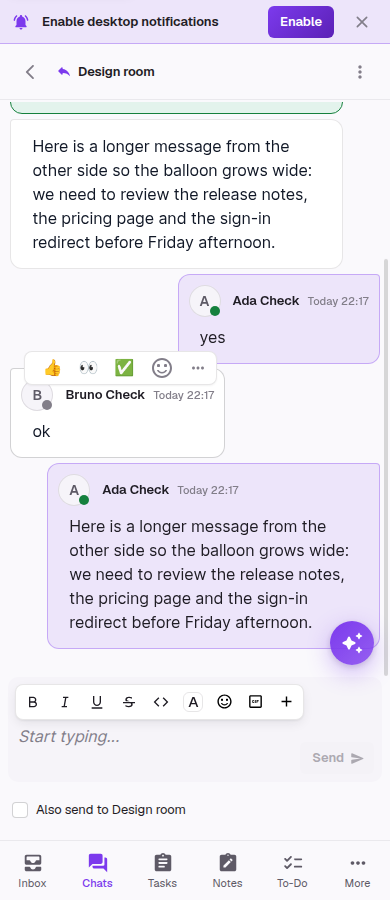 Enable desktop notifications
Enable
Design room
Here is a longer message from the
other side so the balloon grows wide:
we need to review the release notes,
the pricing page and the sign-in
redirect before Friday afternoon.
A
Ada Check Today 22:17
yes
B
Bruno Check Today 22:17
ok
A
Ada Check Today 22:17
Here is a longer message from the
other side so the balloon grows wide:
we need to review the release notes,
the pricing page and the sign-in
redirect before Friday afternoon.
B I U S <> A GIF +
Start typing...
Send
Also send to Design room
Inbox Chats Tasks Notes To-Do More